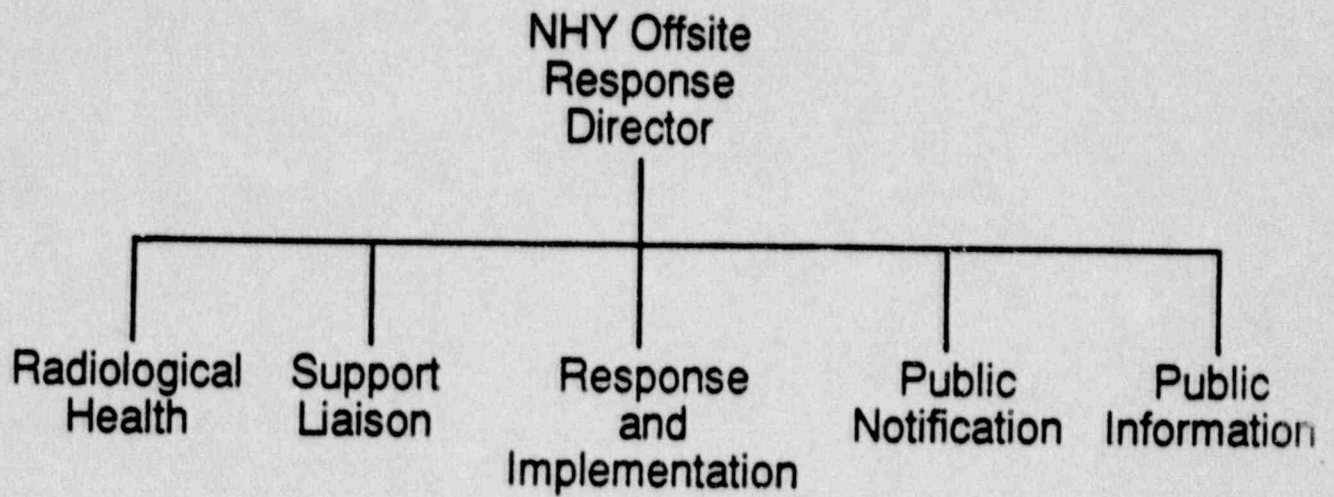 NHY Offsite
Response
Director
Radiological
Health
Support
Liaison
Response
and
Implementation
Public
Notification
Public
Information